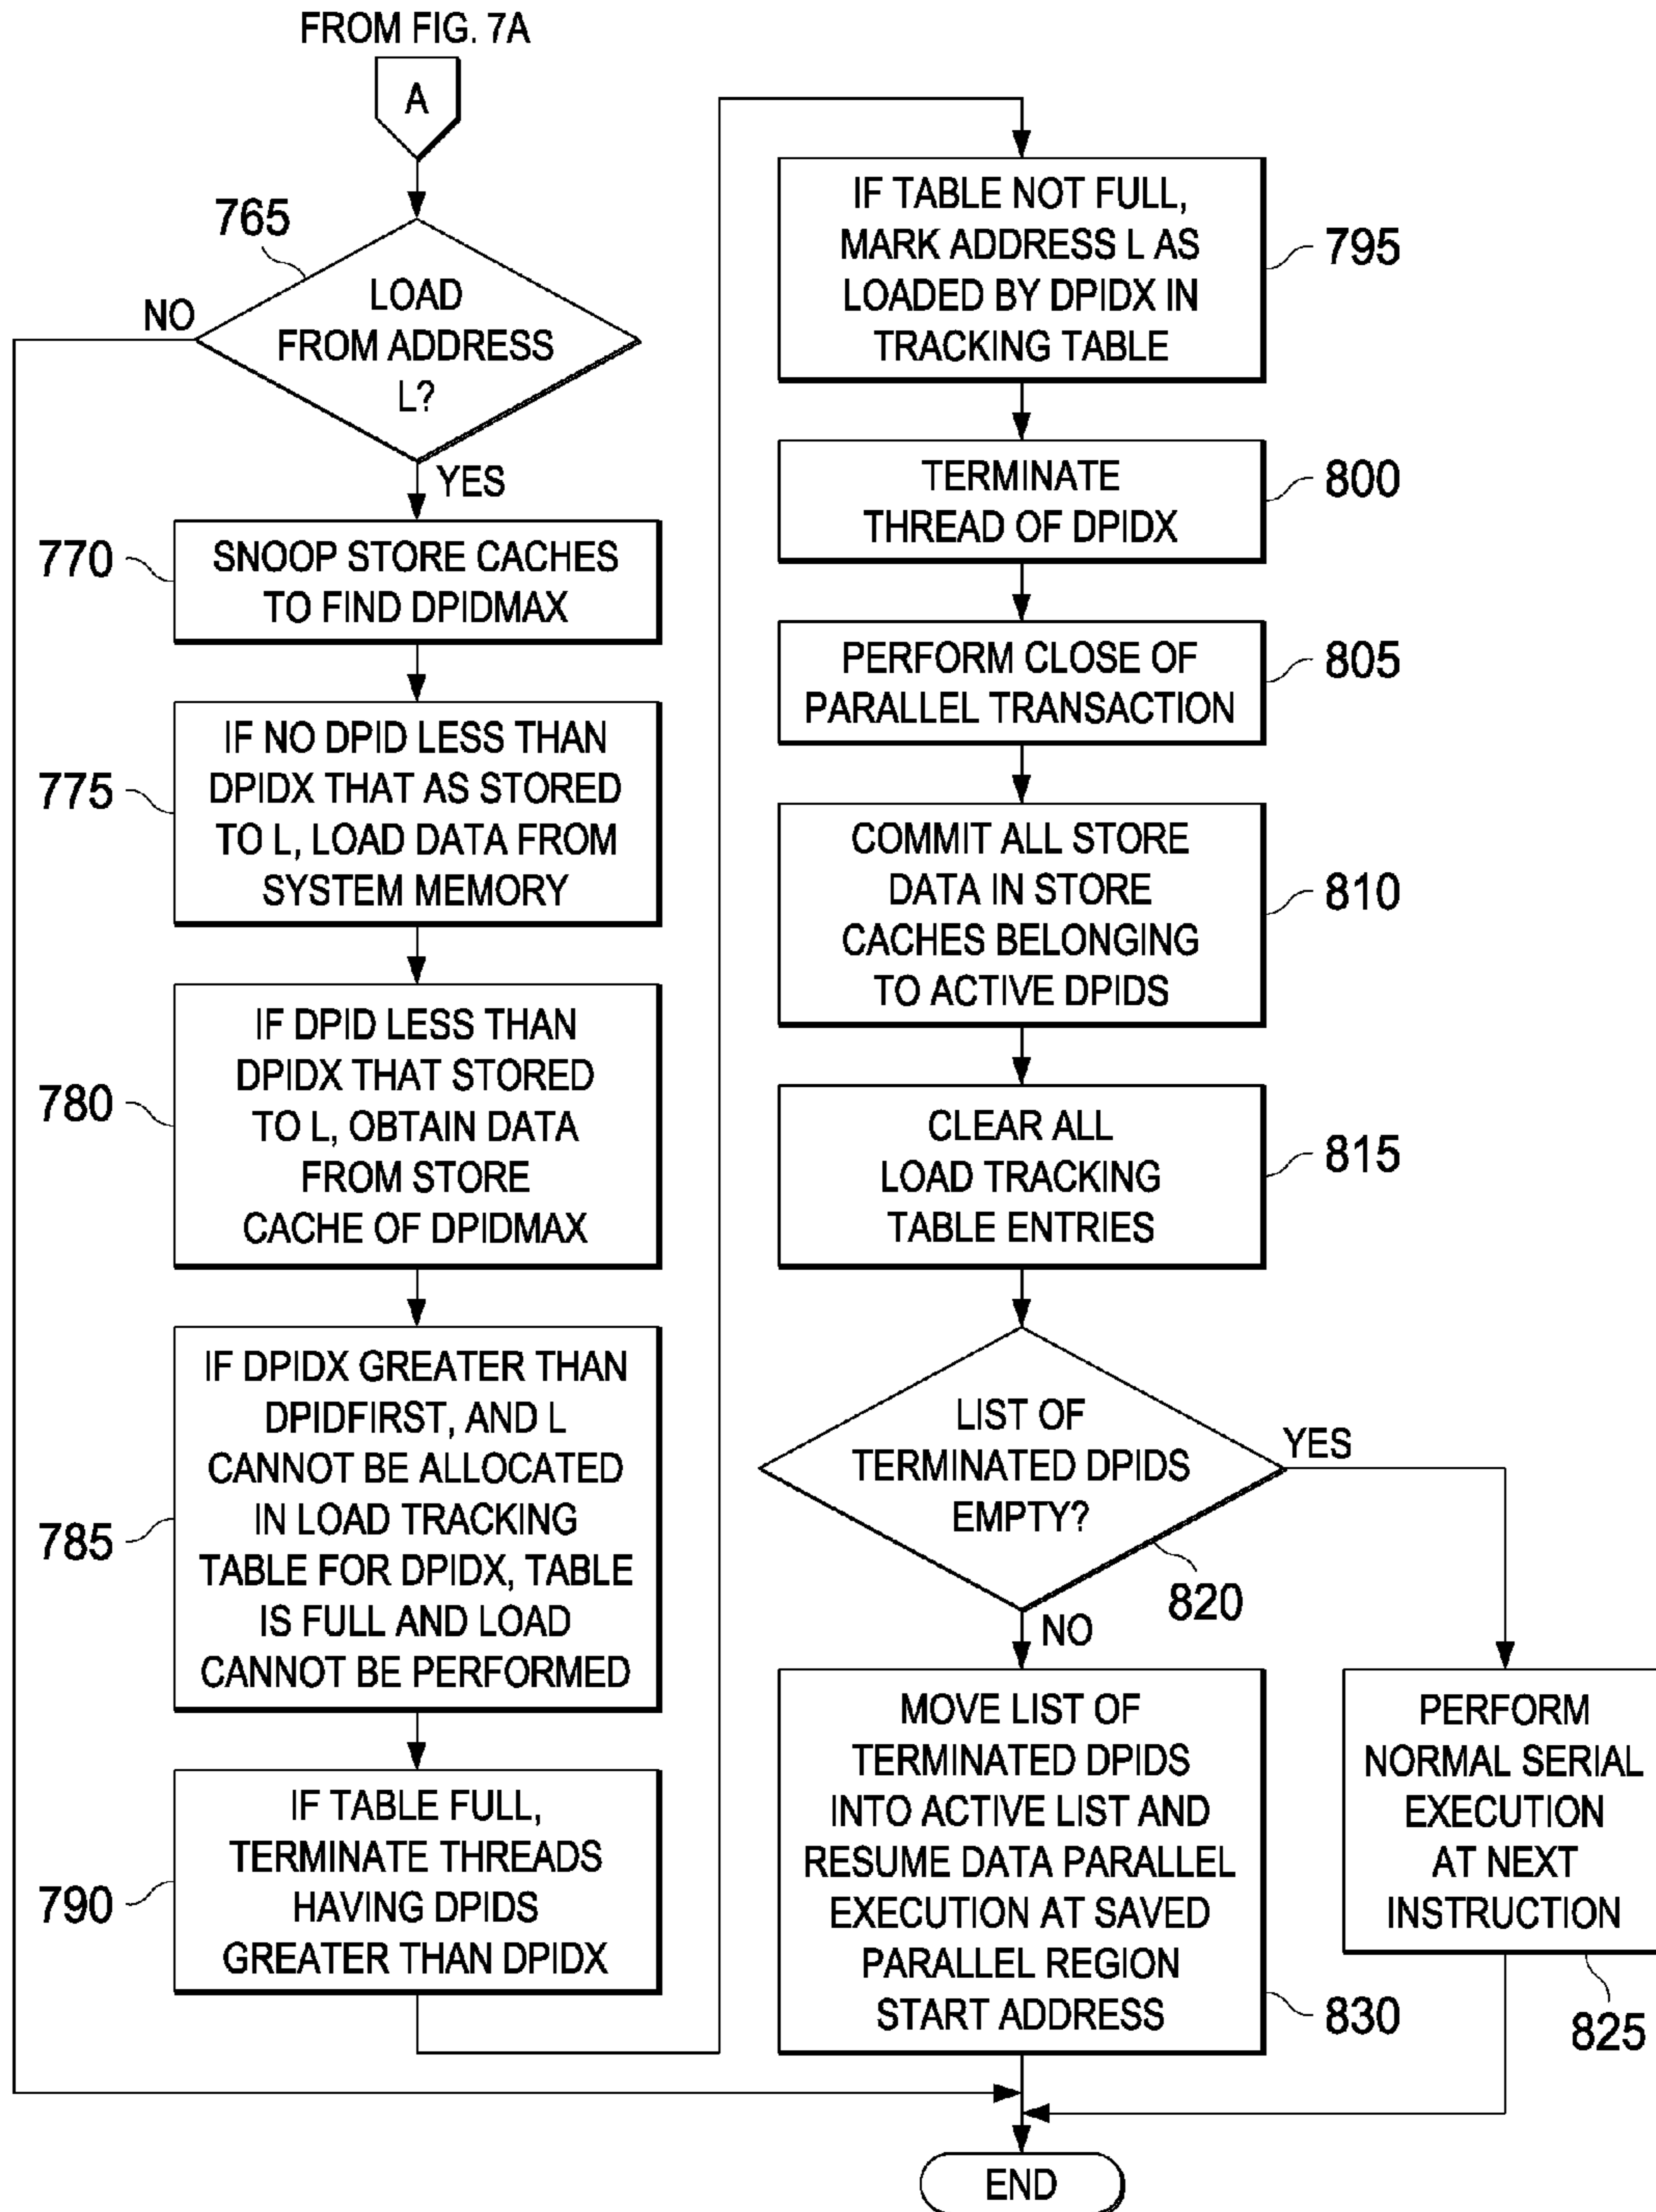 FROM FIG. 7A
A
765
LOAD
FROM ADDRESS
L?
NO
YES
770
SNOOP STORE CACHES
TO FIND DPIDMAX
775
IF NO DPID LESS THAN
DPIDX THAT AS STORED
TO L, LOAD DATA FROM
SYSTEM MEMORY
780
IF DPID LESS THAN
DPIDX THAT STORED
TO L, OBTAIN DATA
FROM STORE
CACHE OF DPIDMAX
785
IF DPIDX GREATER THAN
DPIDFIRST, AND L
CANNOT BE ALLOCATED
IN LOAD TRACKING
TABLE FOR DPIDX, TABLE
IS FULL AND LOAD
CANNOT BE PERFORMED
790
IF TABLE FULL,
TERMINATE THREADS
HAVING DPIDS
GREATER THAN DPIDX
IF TABLE NOT FULL,
MARK ADDRESS L AS
LOADED BY DPIDX IN
TRACKING TABLE
795
TERMINATE
THREAD OF DPIDX
800
PERFORM CLOSE OF
PARALLEL TRANSACTION
805
COMMIT ALL STORE
DATA IN STORE
CACHES BELONGING
TO ACTIVE DPIDS
810
CLEAR ALL
LOAD TRACKING
TABLE ENTRIES
815
LIST OF
TERMINATED DPIDS
EMPTY?
YES
820
NO
MOVE LIST OF
TERMINATED DPIDS
INTO ACTIVE LIST AND
RESUME DATA PARALLEL
EXECUTION AT SAVED
PARALLEL REGION
START ADDRESS
830
PERFORM
NORMAL SERIAL
EXECUTION
AT NEXT
INSTRUCTION
825
END